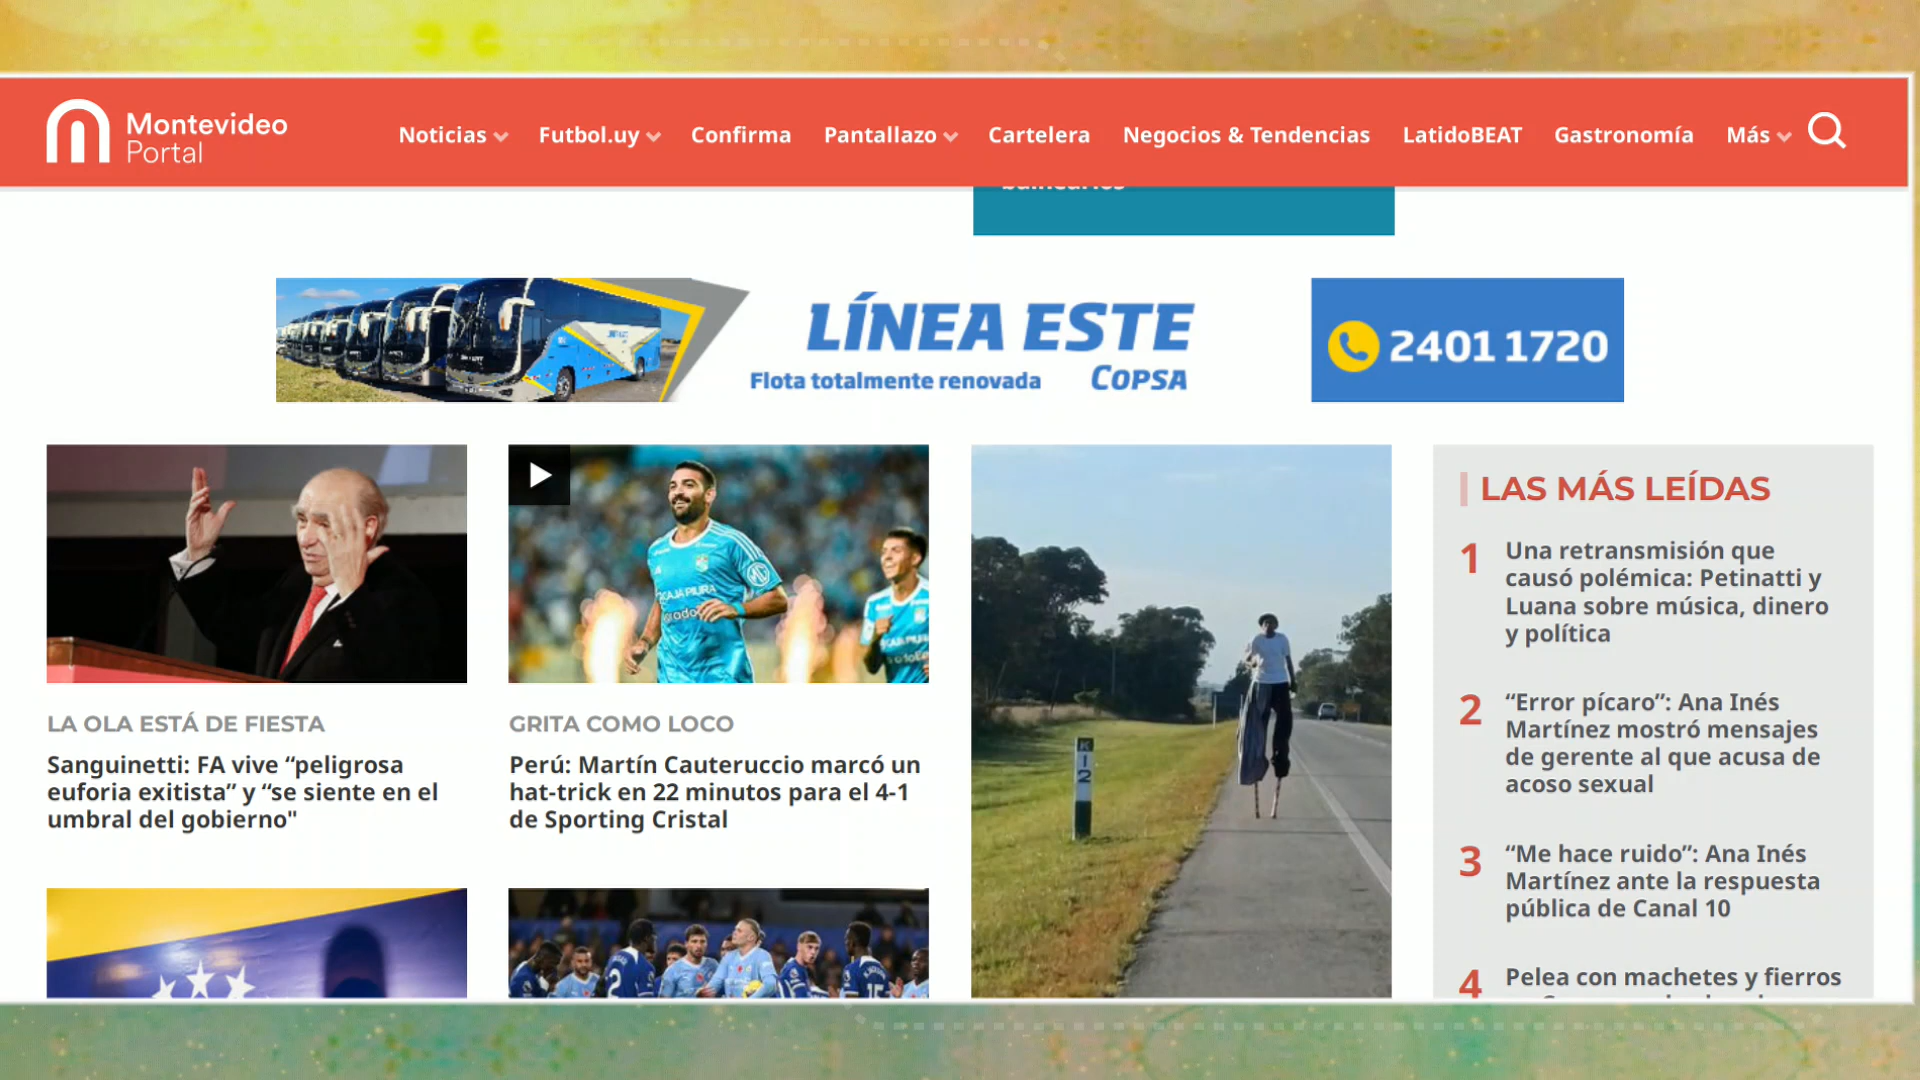 Montevideo
Portal
Noticias
Futbol.uy
Confirma
Pantallazo
Cartelera
Negocios & Tendencias
LatidoBEAT
Gastronomía
Más
LÍNEA ESTE
Flota totalmente renovada
COPSA
2401 1720
LA OLA ESTÁ DE FIESTA
Sanguinetti: FA vive “peligrosa
euforia exitista” y “se siente en el
umbral del gobierno"
GRITA COMO LOCO
Perú: Martín Cauteruccio marcó un
hat-trick en 22 minutos para el 4-1
de Sporting Cristal
K
12
LAS MÁS LEÍDAS
1
Una retransmisión que
causó polémica: Petinatti y
Luana sobre música, dinero
y política
2
“Error pícaro”: Ana Inés
Martínez mostró mensajes
de gerente al que acusa de
acoso sexual
3
“Me hace ruido”: Ana Inés
Martínez ante la respuesta
pública de Canal 10
4
Pelea con machetes y fierros